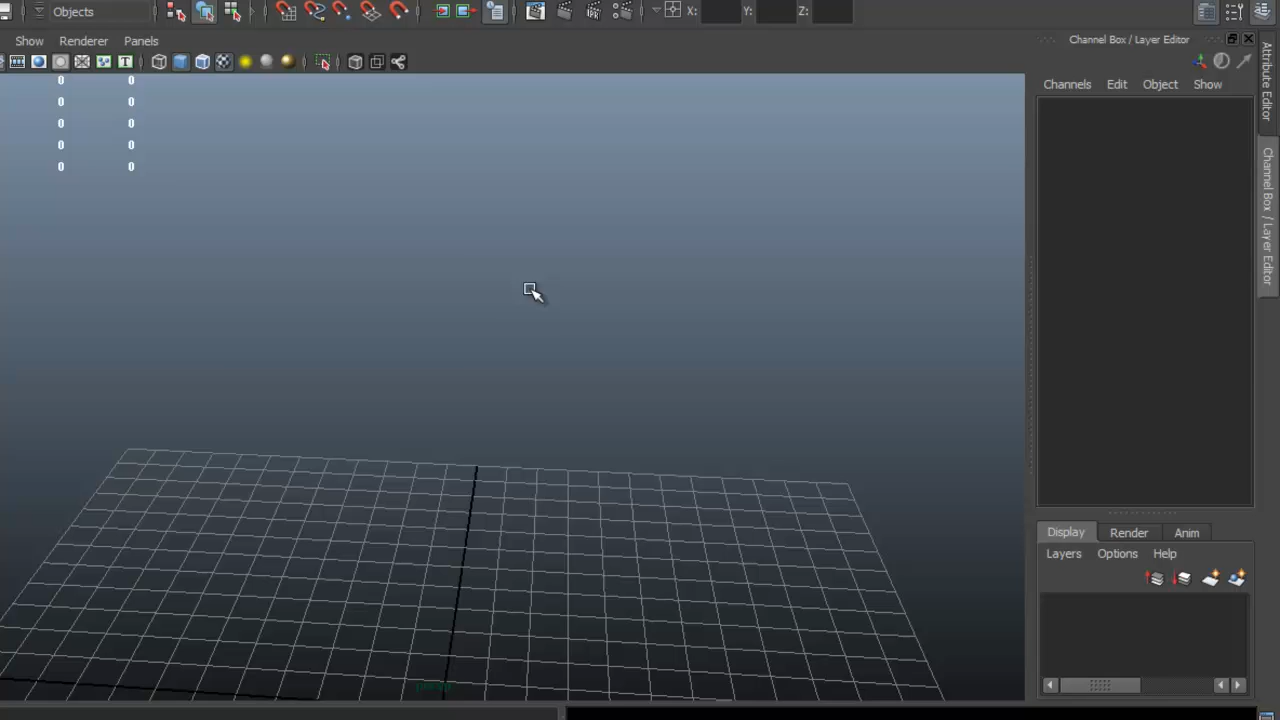 Objects
X:
Y:
Z:
Show Renderer Panels
Channel Box / Layer Editor
T
Channels Edit Object Show
0 0
0 0
0 0
0 0
0 0
Attribute Editor
Channel Box / Layer Editor
Display Render Anim
Layers Options Help
persp